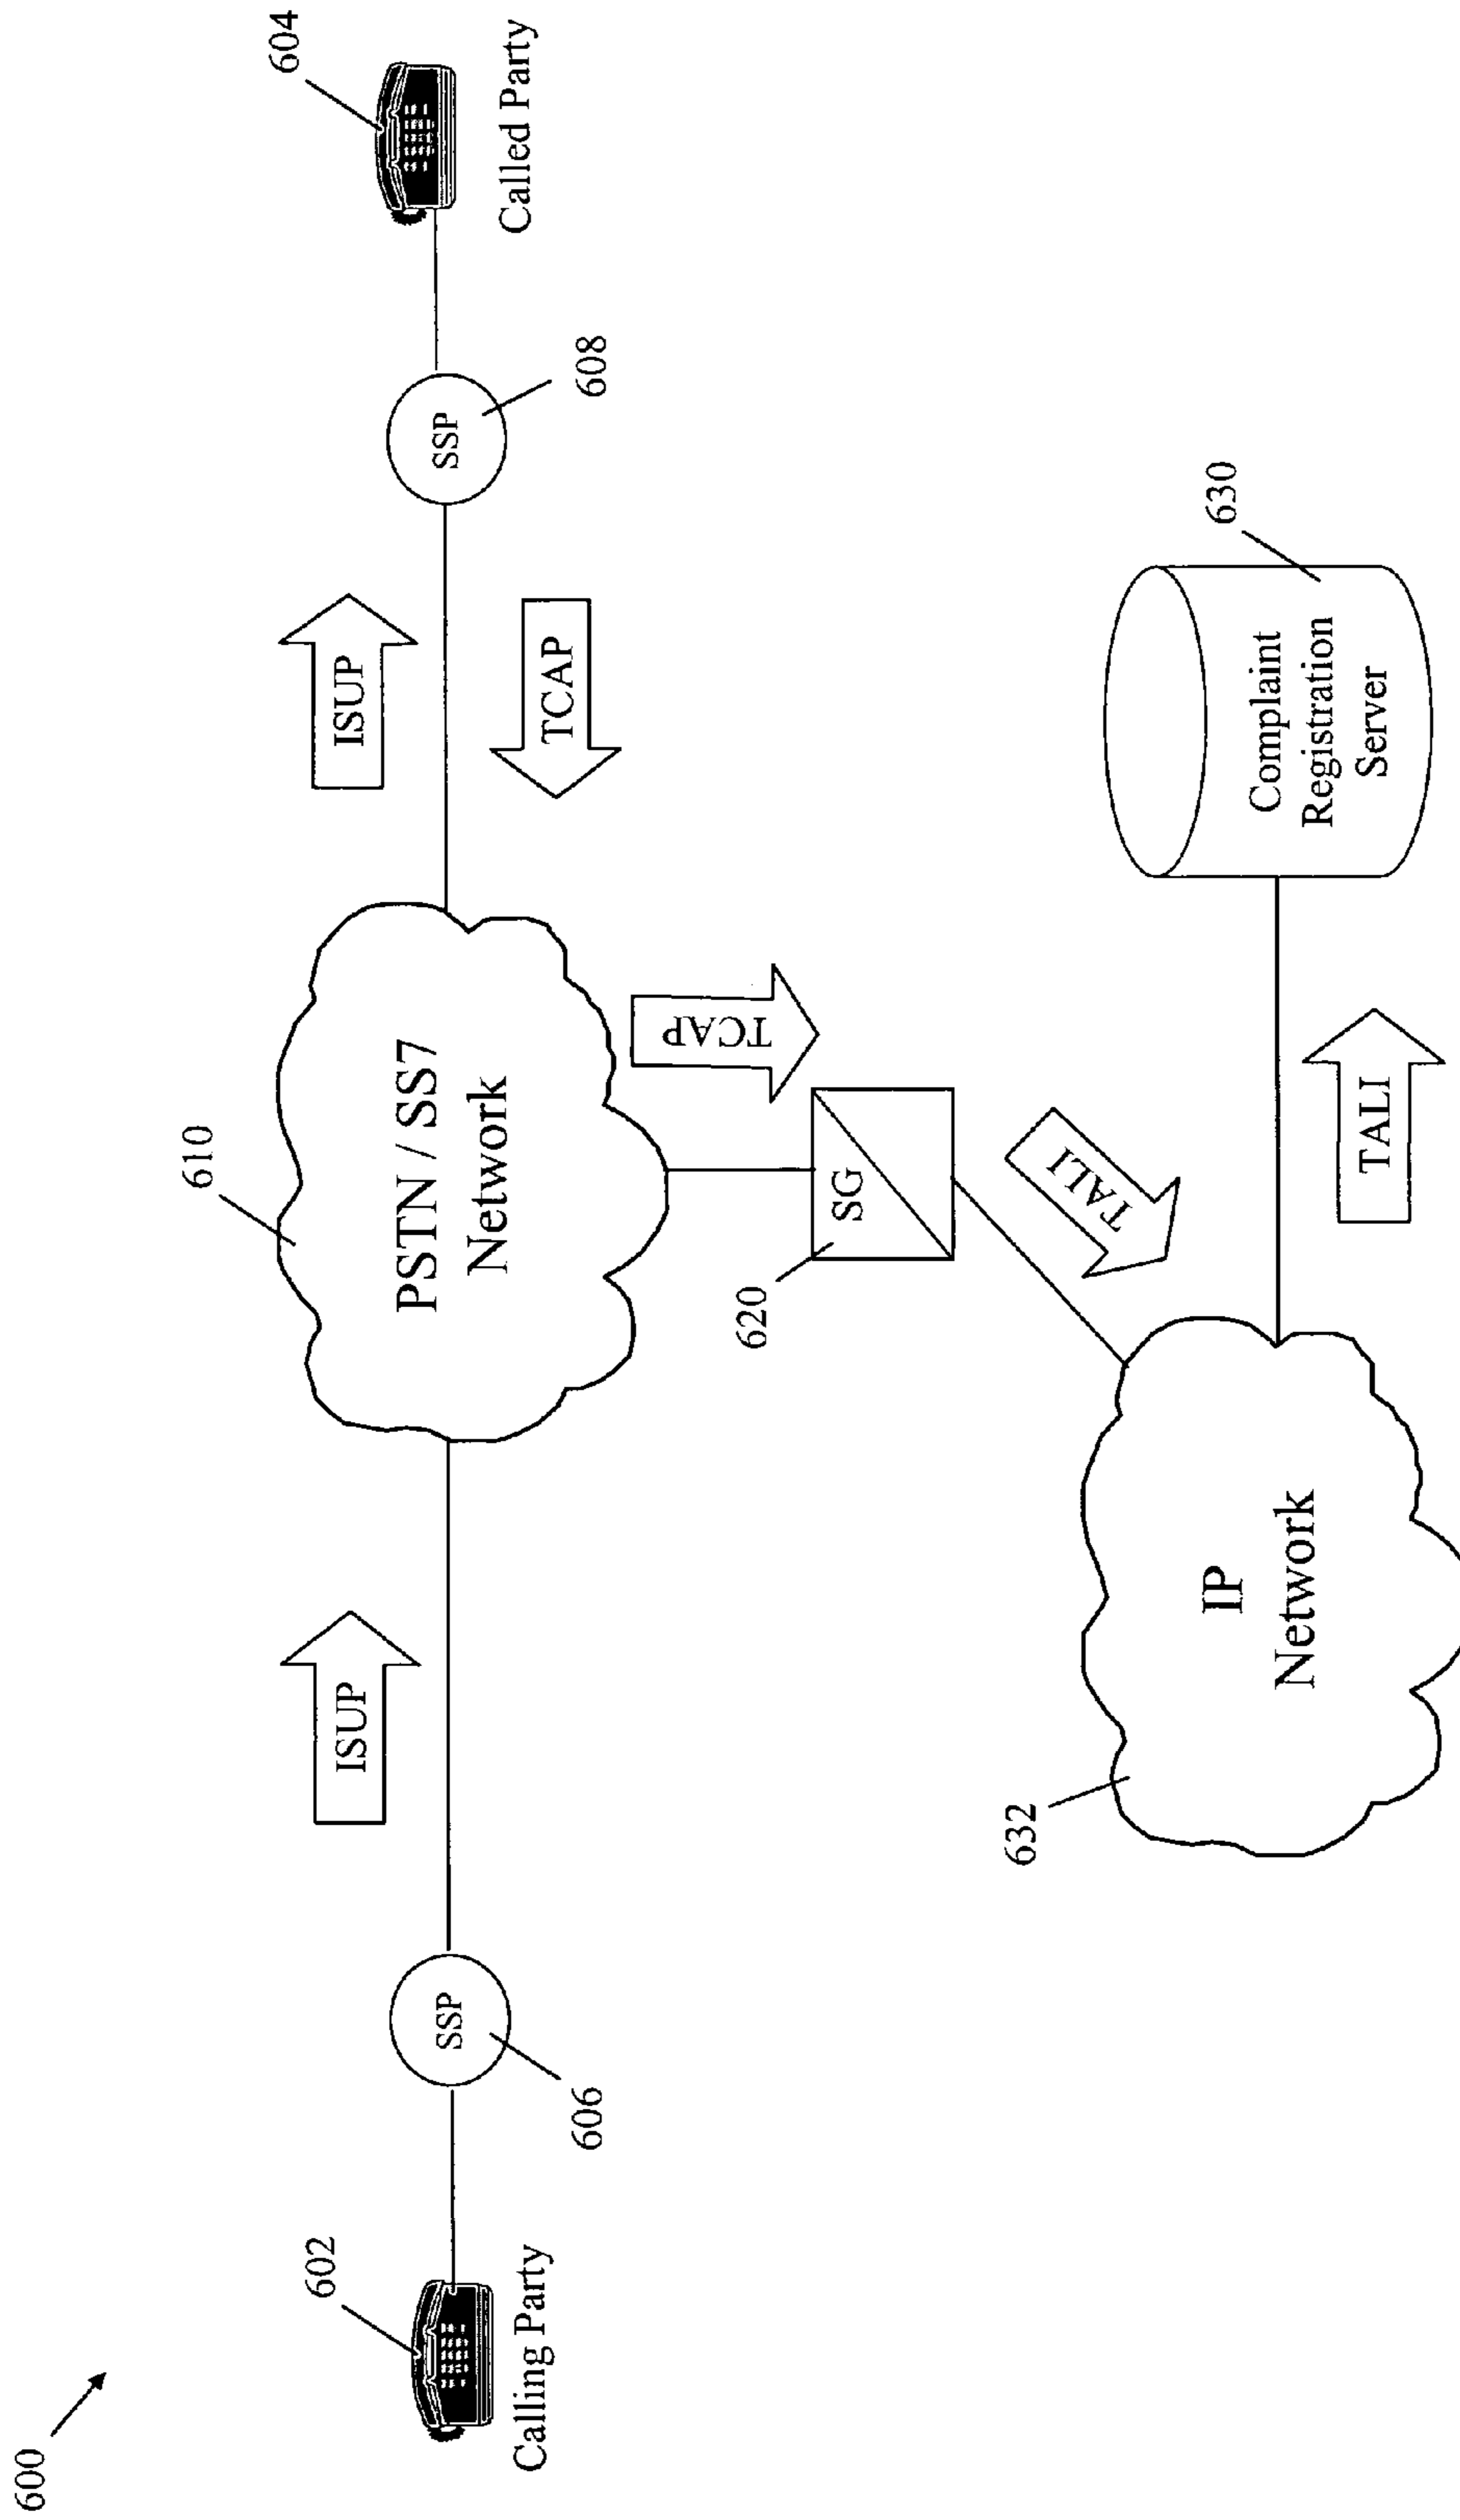 600
602
Calling Party
606
SSP
ISUP
610
PSTN / SS7
Network
ISUP
TCAP
SSP
608
604
Called Party
TCAP
620
SG
TALI
632
IP
Network
TALI
630
Complaint
Registration
Server